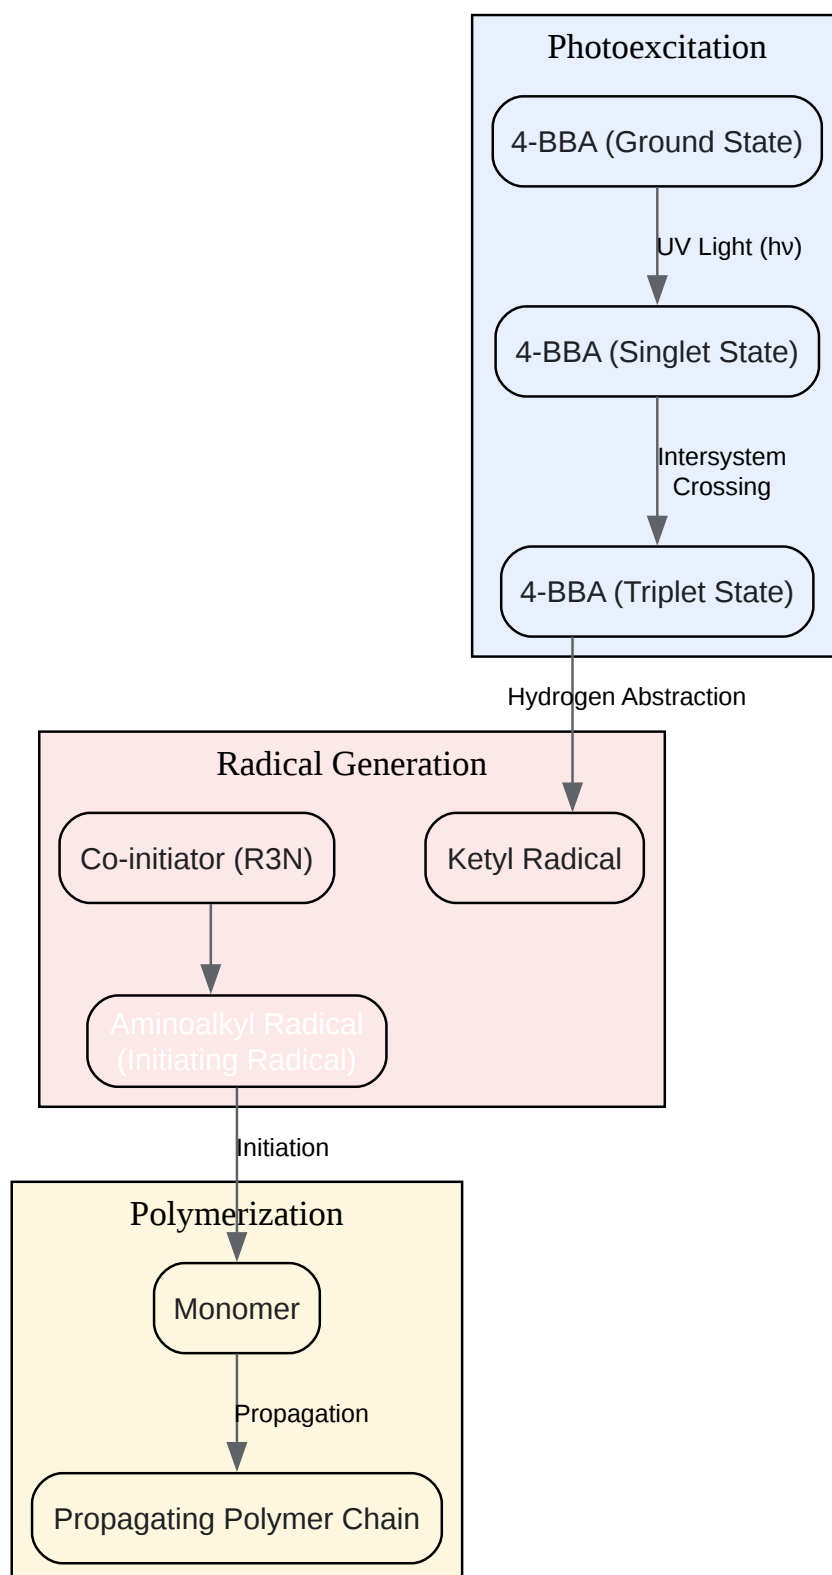 Photoexcitation
4-BBA (Ground State)
UV Light (hν)
4-BBA (Singlet State)
Intersystem
Crossing
4-BBA (Triplet State)
Hydrogen Abstraction
Radical Generation
Co-initiator (R3N)
Ketyl Radical
Aminoalkyl Radical
(Initiating Radical)
Initiation
Polymerization
Monomer
Propagation
Propagating Polymer Chain